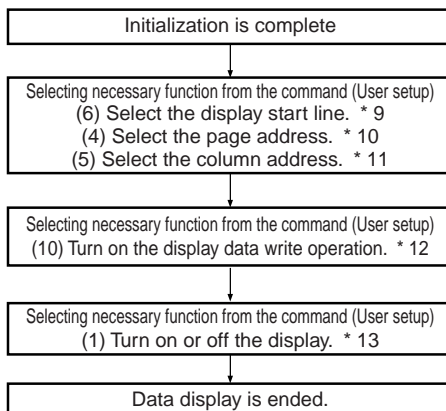 Initialization is complete
Selecting necessary function from the command (User setup)
(6) Select the display start line. * 9
(4) Select the page address. * 10
(5) Select the column address. * 11
Selecting necessary function from the command (User setup)
(10) Turn on the display data write operation. * 12
Selecting necessary function from the command (User setup)
(1) Turn on or off the display. * 13
Data display is ended.